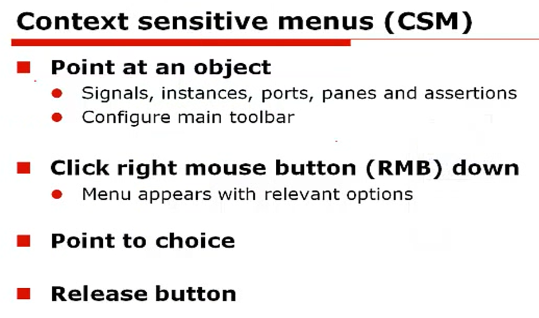 Context sensitive menus (CSM)
Point at an object
Signals, instances, ports, panes and assertions
Configure main toolbar
Click right mouse button (RMB) down
Menu appears with relevant options
Point to choice
Release button